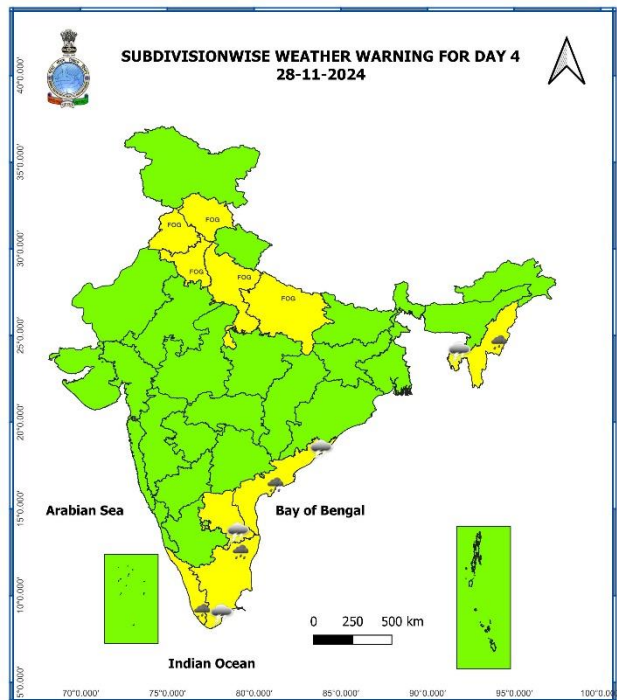 SUBDIVISIONWISE WEATHER WARNING FOR DAY 4
28-11-2024
40°0.000'
35°0.000'
30°0.000'
25°0.000'
20°0.000'
15°0.000'
10°0.000'
5°0.000'
FOG
FOG
FOG
FOG
FOG
Arabian Sea
Bay of Bengal
0 250 500 km
Indian Ocean
70°0.000' 75°0.000' 80°0.000' 85°0.000' 90°0.000' 95°0.000' 100°0.000'